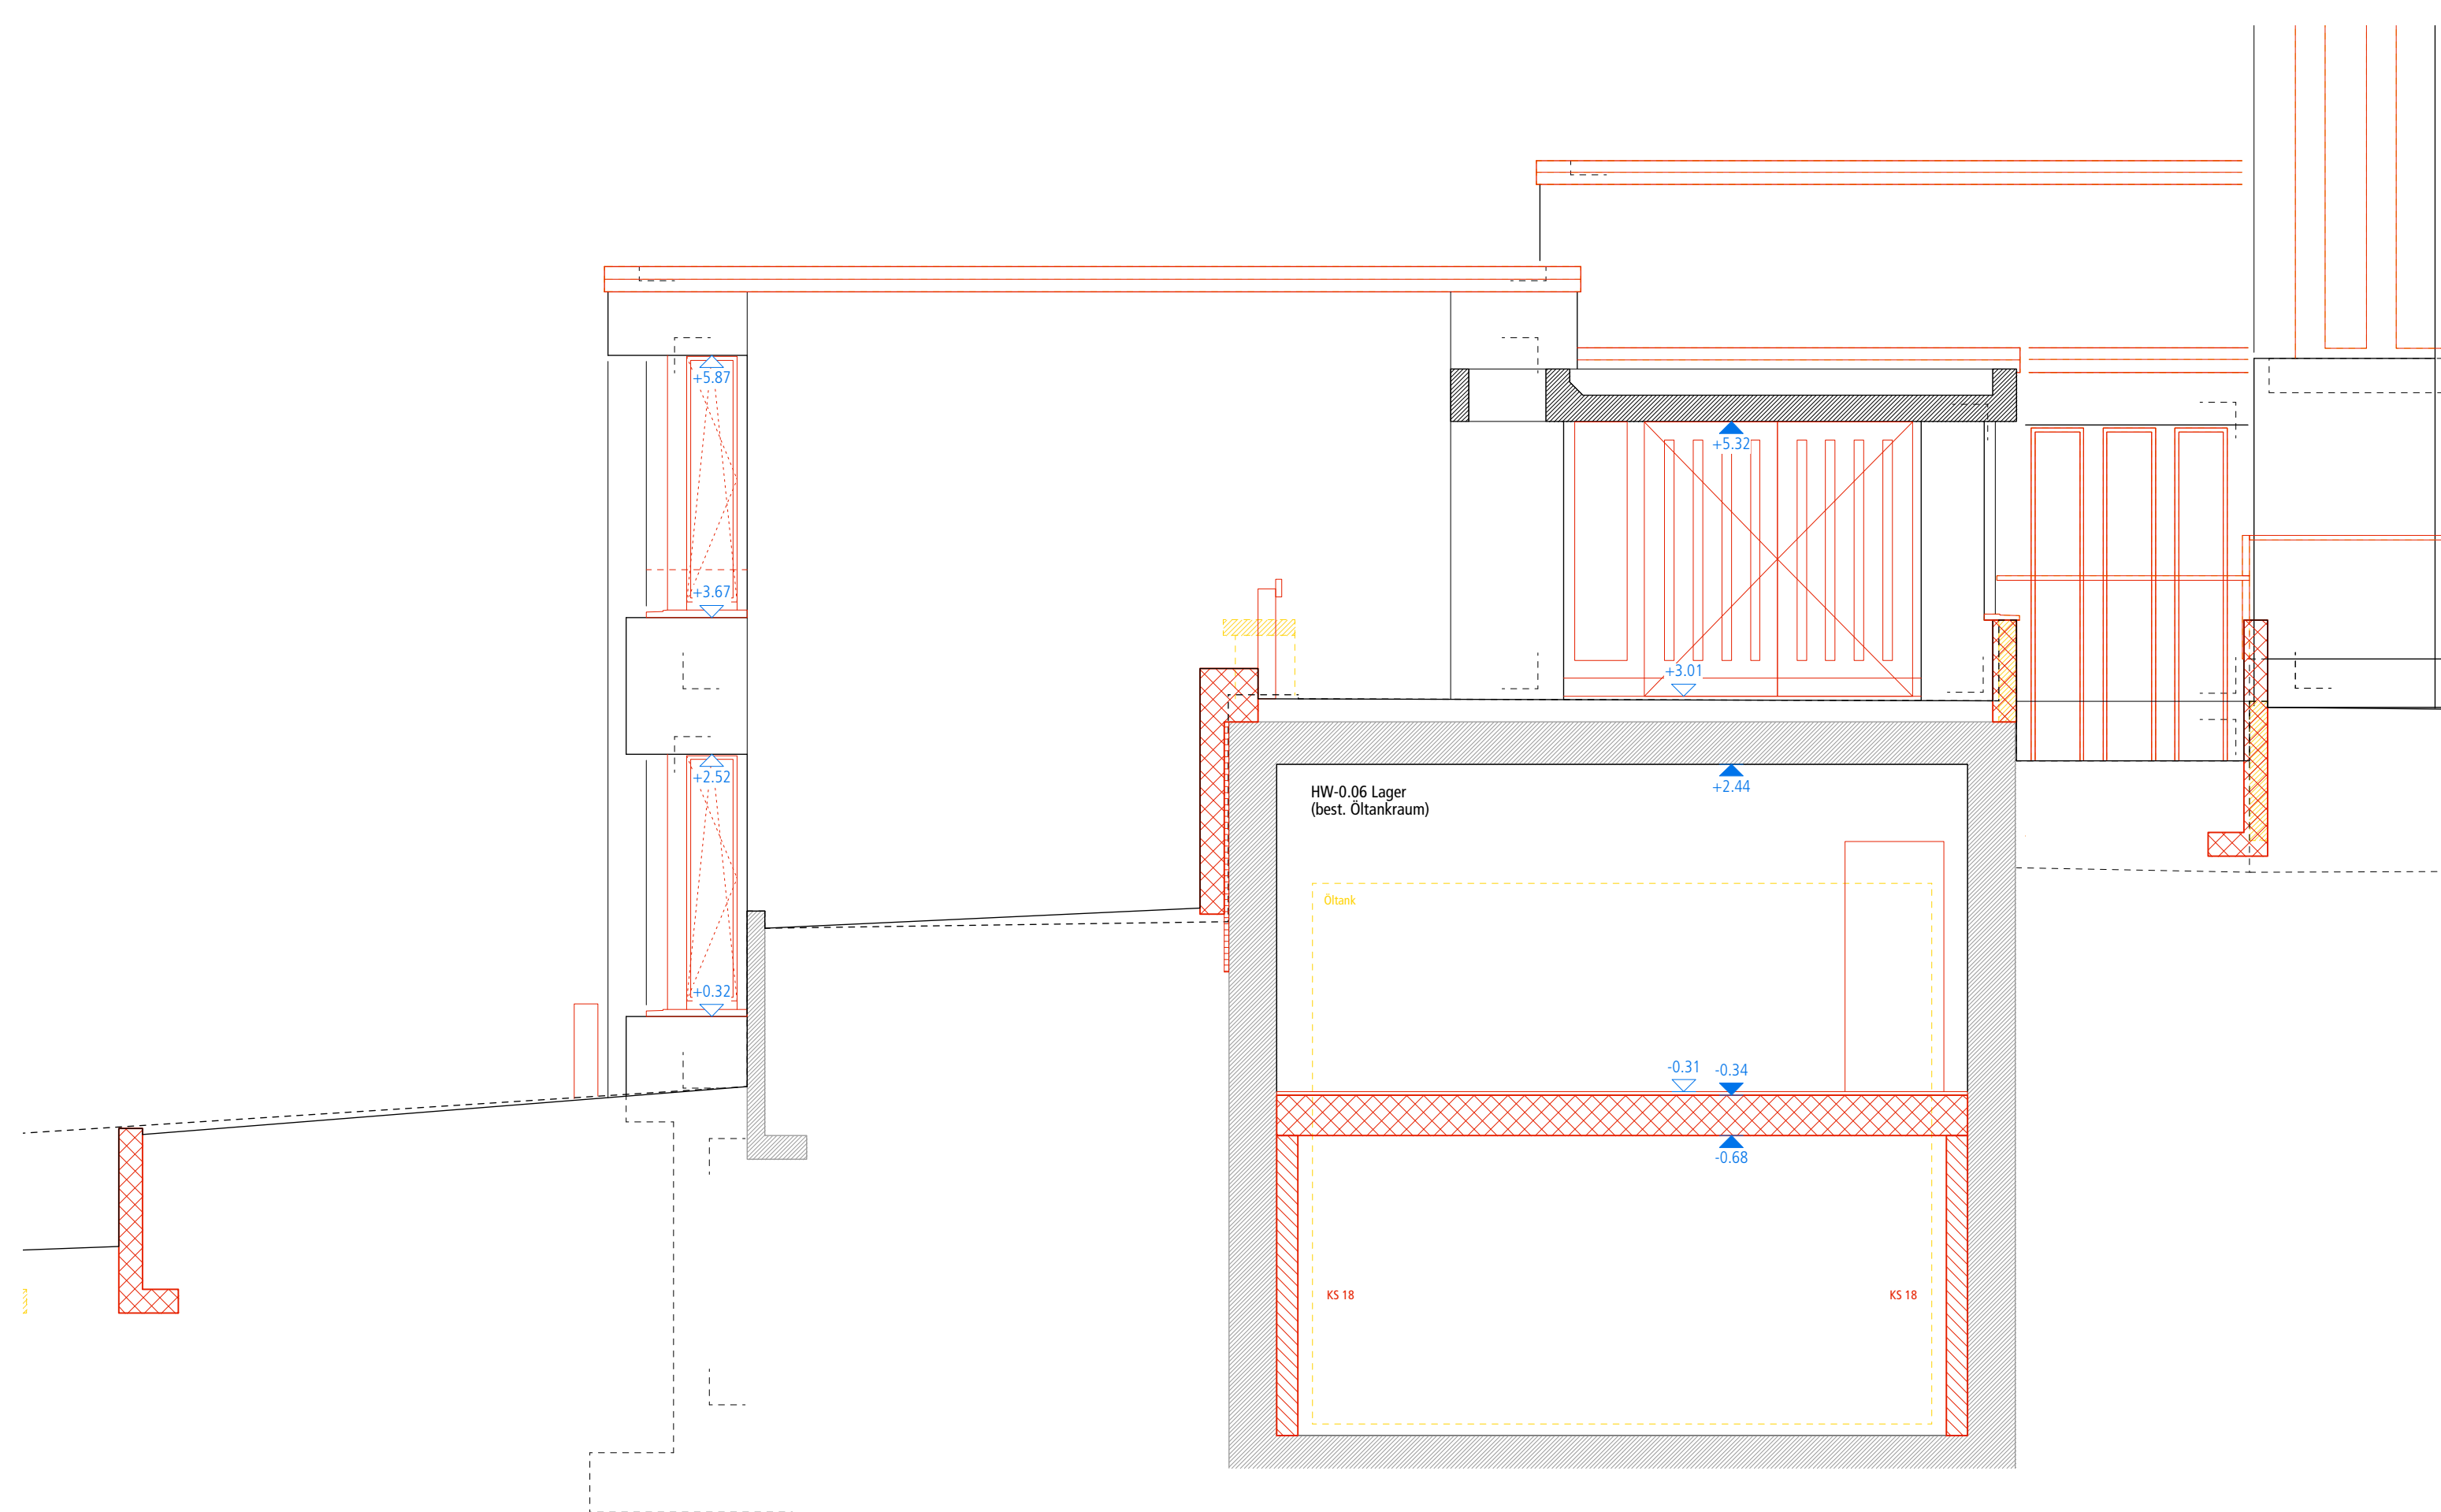 +5.87
+5.32
+3.67
+3.01
+2.52
+2.44
HW-0.06 Lager
(best. Öltankraum)
Öltank
+0.32
-0.31
-0.34
-0.68
KS 18
KS 18